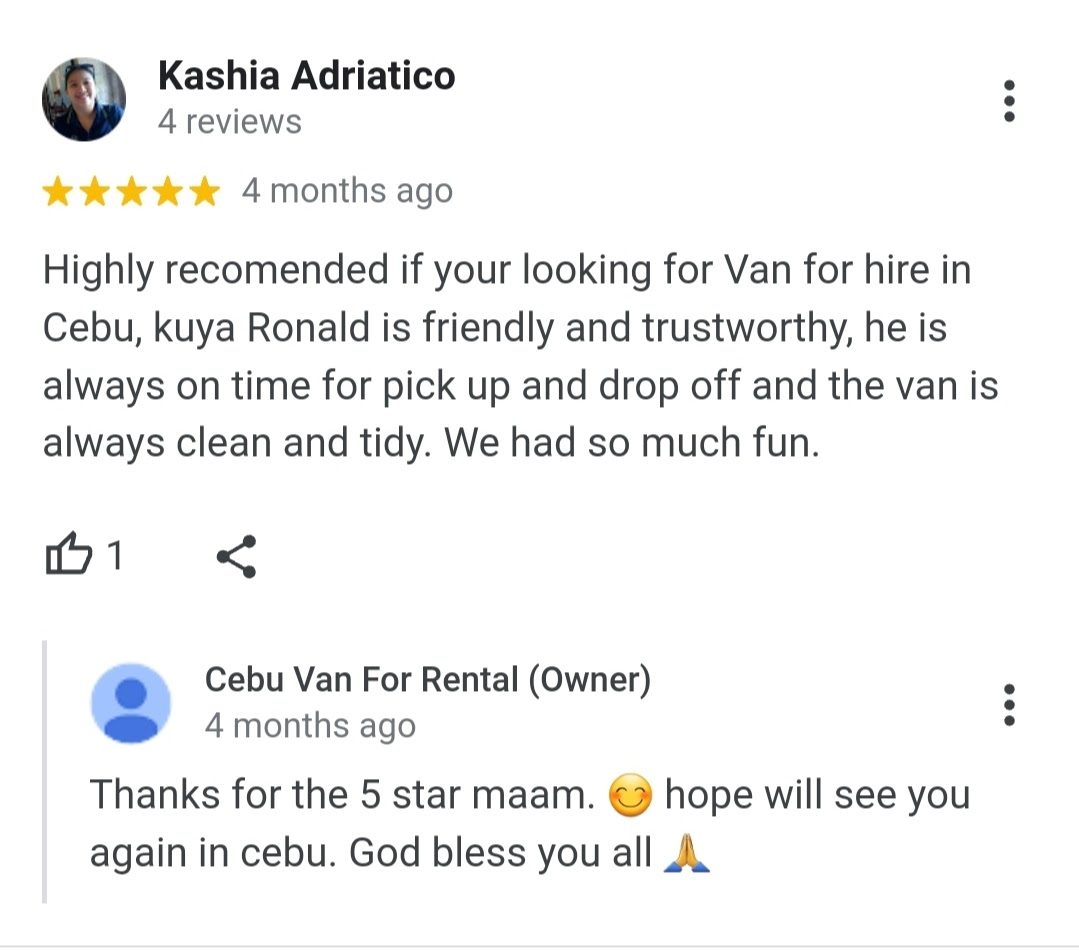 Kashia Adriatico
4 reviews
4 months ago
Highly recomended if your looking for Van for hire in
Cebu, kuya Ronald is friendly and trustworthy, he is
always on time for pick up and drop off and the van is
always clean and tidy. We had so much fun.
1
Cebu Van For Rental (Owner)
4 months ago
Thanks for the 5 star maam. 😊 hope will see you
again in cebu. God bless you all 🙏